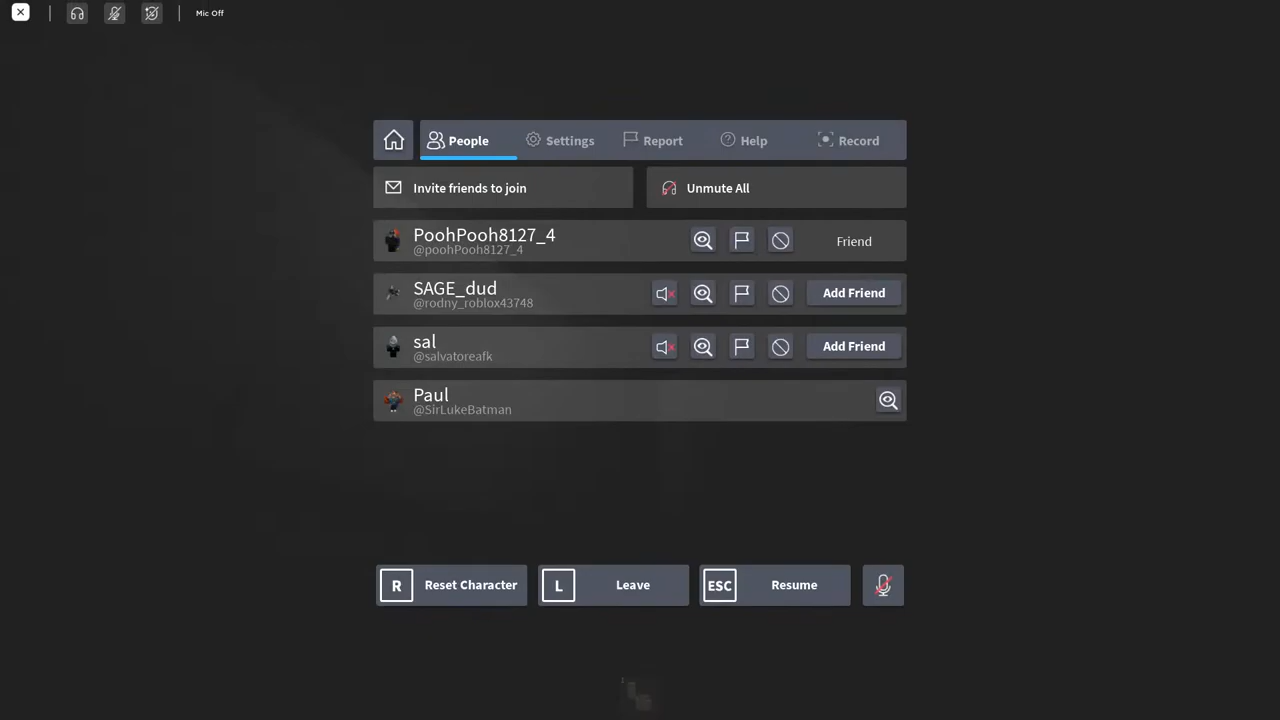 Mic Off
People
Settings
Report
Help
Record
Invite friends to join
Unmute All
PoohPooh8127_4
@poohPooh8127_4
Friend
SAGE_dud
@rodny_roblox43748
Add Friend
sal
@salvatoreafk
Add Friend
Paul
@SirLukeBatman
R Reset Character
L Leave
ESC Resume